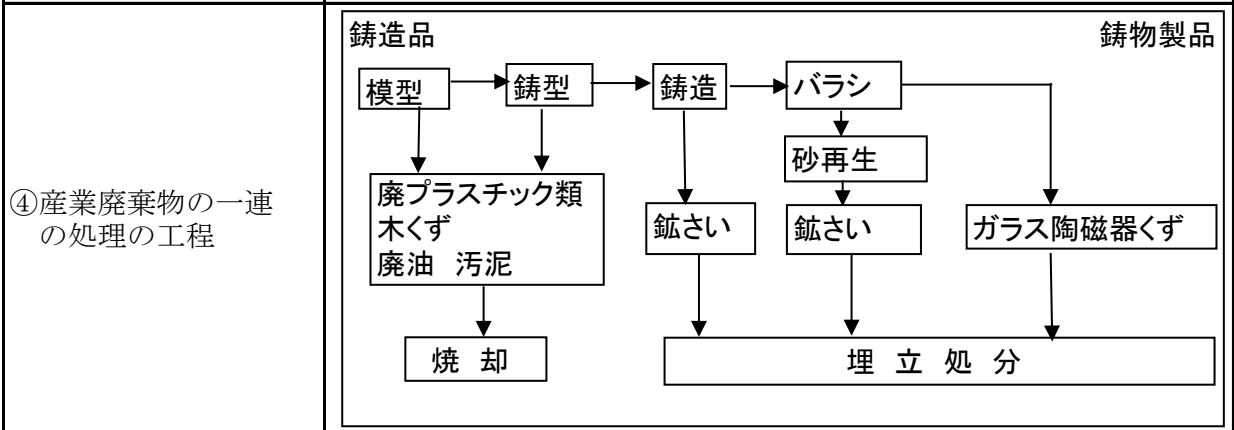 ④産業廃棄物の一連
の処理の工程
鋳造品
鋳物製品
模型
鋳型
鋳造
バラシ
砂再生
廃プラスチック類
木くず
廃油 汚泥
鉱さい
鉱さい
ガラス陶磁器くず
焼 却
埋 立 処 分